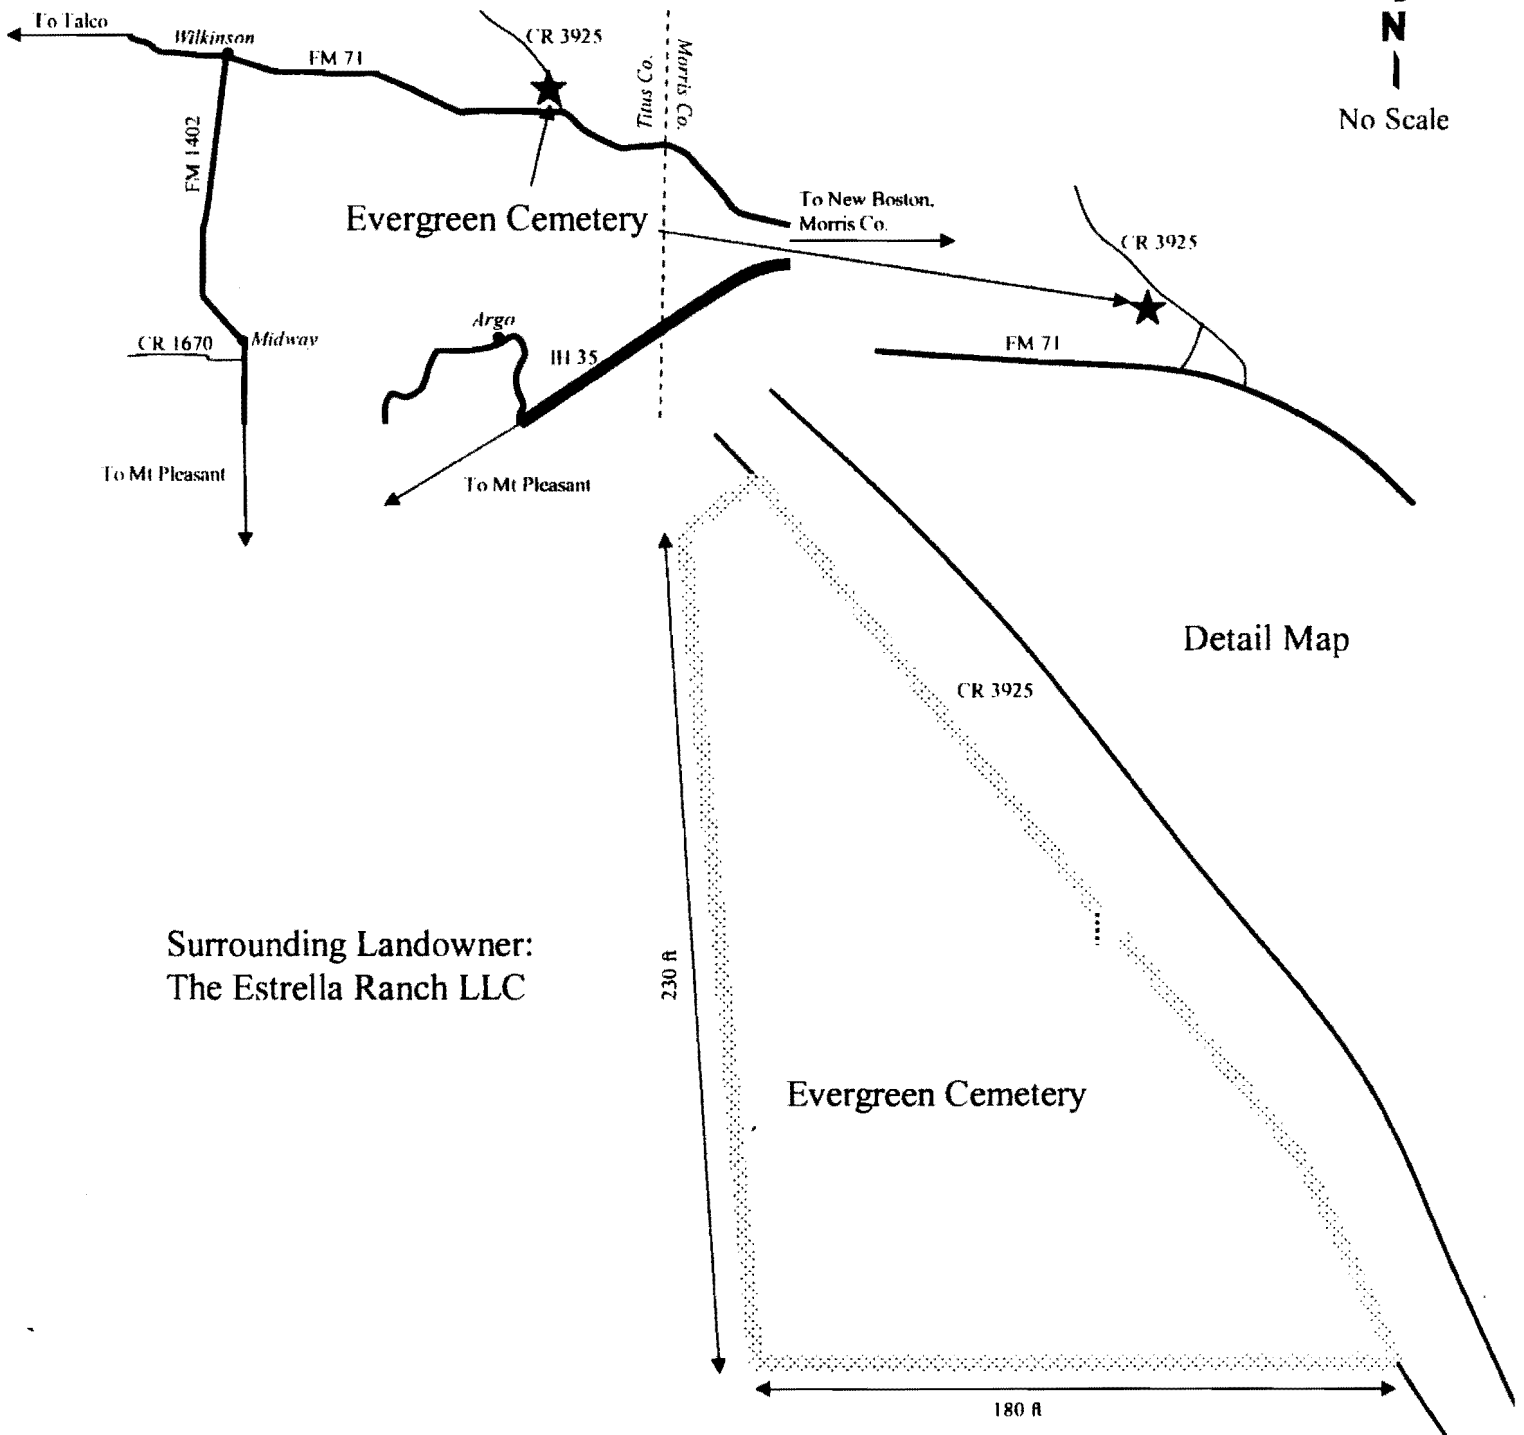 To Talco
Wilkinson
FM 71
CR 3925
Titus Co.
Morris Co.
N
No Scale
FM 1402
Evergreen Cemetery
To New Boston,
Morris Co.
CR 3925
CR 1670
Midway
Argo
IH 35
FM 71
To Mt Pleasant
To Mt Pleasant
Detail Map
CR 3925
Surrounding Landowner:
The Estrella Ranch LLC
230 ft
Evergreen Cemetery
180 ft